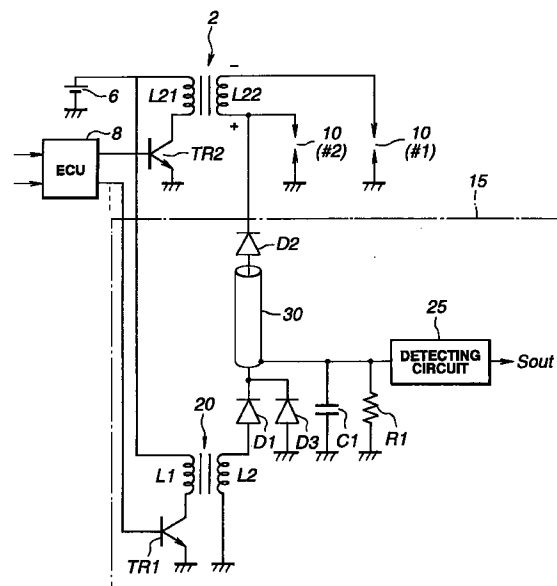 2
−
L21
L22
6
8
+
10
(#2)
10
(#1)
ECU
TR2
15
D2
30
25
DETECTING
CIRCUIT
Sout
20
D1
D3
C1
R1
L1
L2
TR1